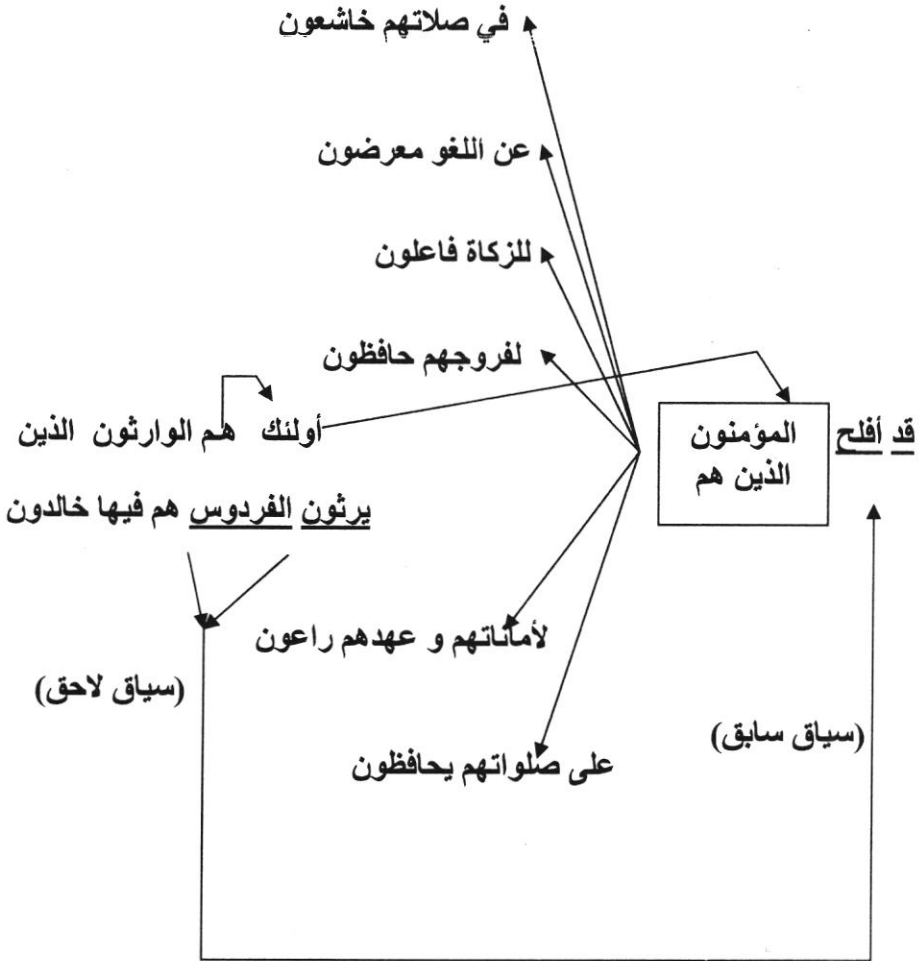 في صلاتهم خاشعون
عن اللغو معرضون
للزكاة فاعلون
لفروجهم حافظون
قد أفلح
المؤمنون
الذين هم
أولئك هم الوارثون الذين
يرثون الفردوس هم فيها خالدون
لأماناتهم و عهدهم راعون
(سياق سابق)
(سياق لاحق)
على صلواتهم يحافظون